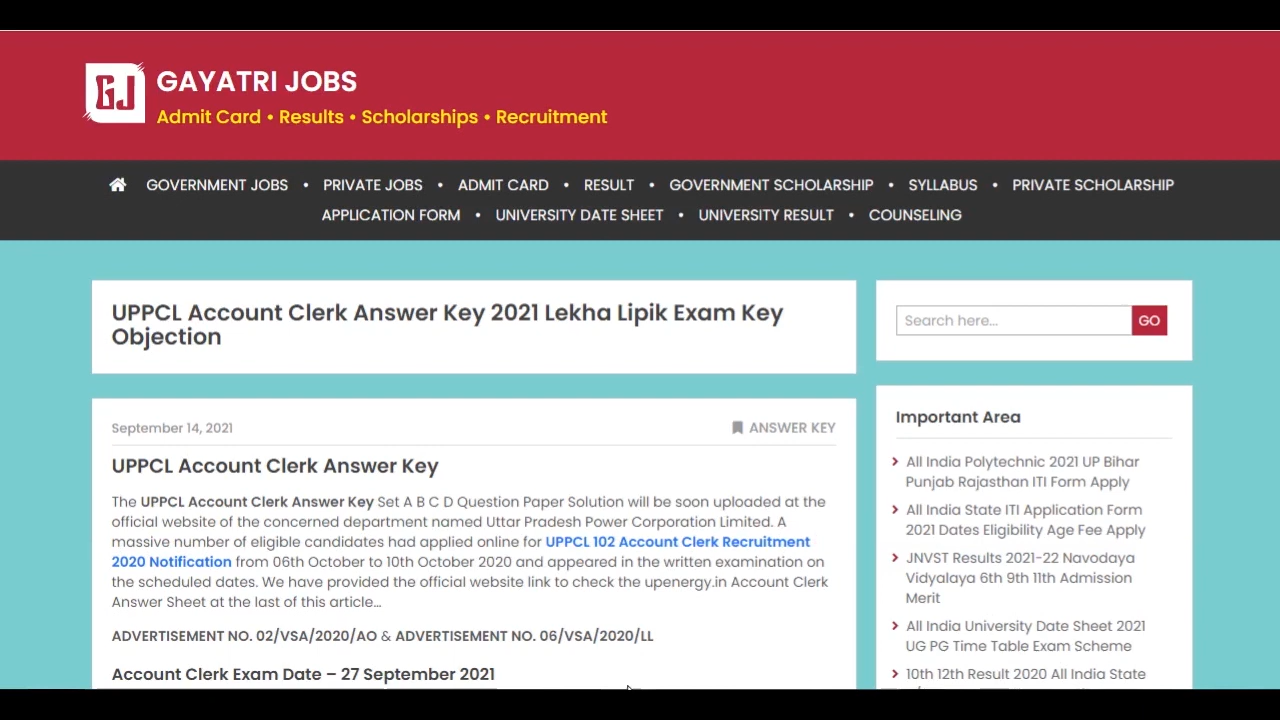 GJ
GAYATRI JOBS
Admit Card • Results • Scholarships • Recruitment
GOVERNMENT JOBS • PRIVATE JOBS • ADMIT CARD • RESULT • GOVERNMENT SCHOLARSHIP • SYLLABUS • PRIVATE SCHOLARSHIP
APPLICATION FORM • UNIVERSITY DATE SHEET • UNIVERSITY RESULT • COUNSELING
UPPCL Account Clerk Answer Key 2021 Lekha Lipik Exam Key
Objection
September 14, 2021 ANSWER KEY
UPPCL Account Clerk Answer Key
The UPPCL Account Clerk Answer Key Set A B C D Question Paper Solution will be soon uploaded at the
official website of the concerned department named Uttar Pradesh Power Corporation Limited. A
massive number of eligible candidates had applied online for UPPCL 102 Account Clerk Recruitment
2020 Notification from 06th October to 10th October 2020 and appeared in the written examination on
the scheduled dates. We have provided the official website link to check the upenergy.in Account Clerk
Answer Sheet at the last of this article...
ADVERTISEMENT NO. 02/VSA/2020/AO & ADVERTISEMENT NO. 06/VSA/2020/LL
Account Clerk Exam Date – 27 September 2021
Search here... GO
Important Area
All India Polytechnic 2021 UP Bihar
Punjab Rajasthan ITI Form Apply
All India State ITI Application Form
2021 Dates Eligibility Age Fee Apply
JNVST Results 2021-22 Navodaya
Vidyalaya 6th 9th 11th Admission
Merit
All India University Date Sheet 2021
UG PG Time Table Exam Scheme
10th 12th Result 2020 All India State